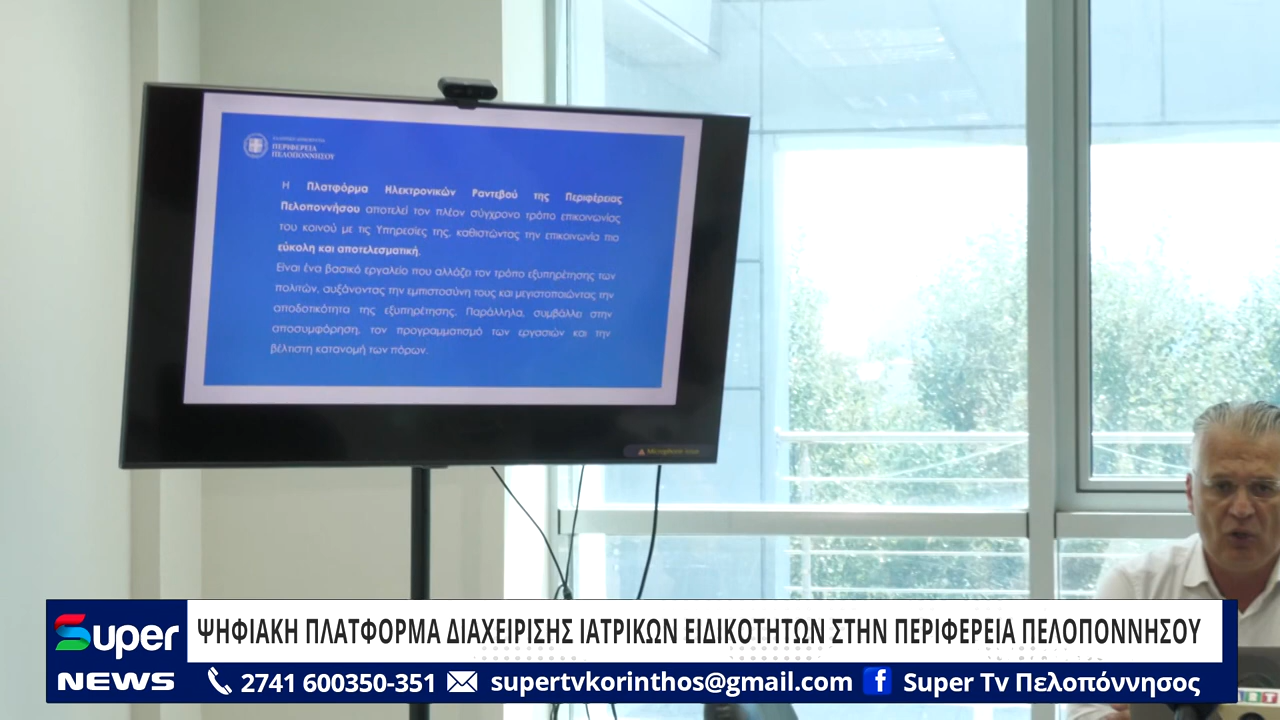 ΕΛΛΗΝΙΚΗ ΔΗΜΟΚΡΑΤΙΑ
ΠΕΡΙΦΕΡΕΙΑ
ΠΕΛΟΠΟΝΝΗΣΟΥ
Η Πλατφόρμα Ηλεκτρονικών Ραντεβού της Περιφέρειας
Πελοποννήσου αποτελεί τον πλέον σύγχρονο τρόπο επικοινωνίας
του κοινού με τις Υπηρεσίες της, καθιστώντας την επικοινωνία πιο
εύκολη και αποτελεσματική.
Είναι ένα βασικό εργαλείο που αλλάζει τον τρόπο εξυπηρέτησης των
πολιτών, αυξάνοντας την εμπιστοσύνη τους και μεγιστοποιώντας την
αποδοτικότητα της εξυπηρέτησης. Παράλληλα, συμβάλλει στην
αποσυμφόρηση, τον προγραμματισμό των εργασιών και την
βέλτιστη κατανομή των πόρων.
Super
NEWS
ΨΗΦΙΑΚΗ ΠΛΑΤΦΟΡΜΑ ΔΙΑΧΕΙΡΙΣΗΣ ΙΑΤΡΙΚΩΝ ΕΙΔΙΚΟΤΗΤΩΝ ΣΤΗΝ ΠΕΡΙΦΕΡΕΙΑ ΠΕΛΟΠΟΝΝΗΣΟΥ
2741 600350-351 supertvkorinthos@gmail.com f Super Tv Πελοπόννησος